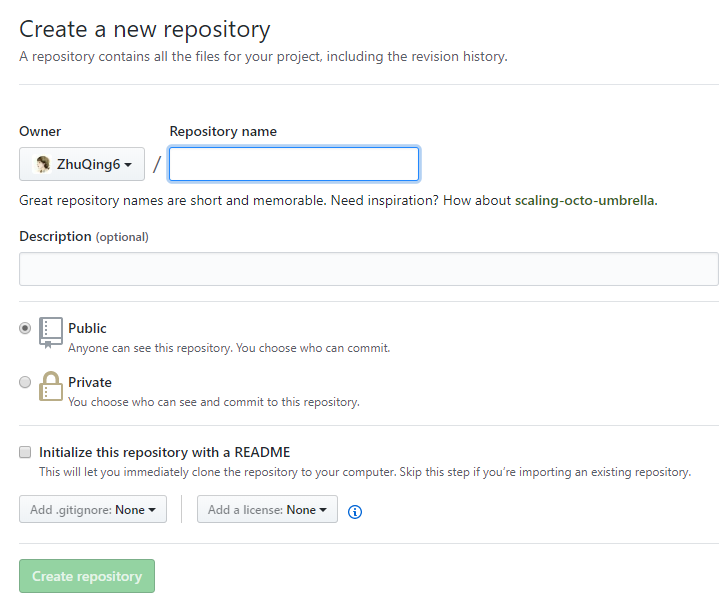 Create a new repository
A repository contains all the files for your project, including the revision history.
Owner
Repository name
ZhuQing6 /
Great repository names are short and memorable. Need inspiration? How about scaling-octo-umbrella.
Description (optional)
Public
Anyone can see this repository. You choose who can commit.
Private
You choose who can see and commit to this repository.
Initialize this repository with a README
This will let you immediately clone the repository to your computer. Skip this step if you’re importing an existing repository.
Add .gitignore: None
Add a license: None
Create repository